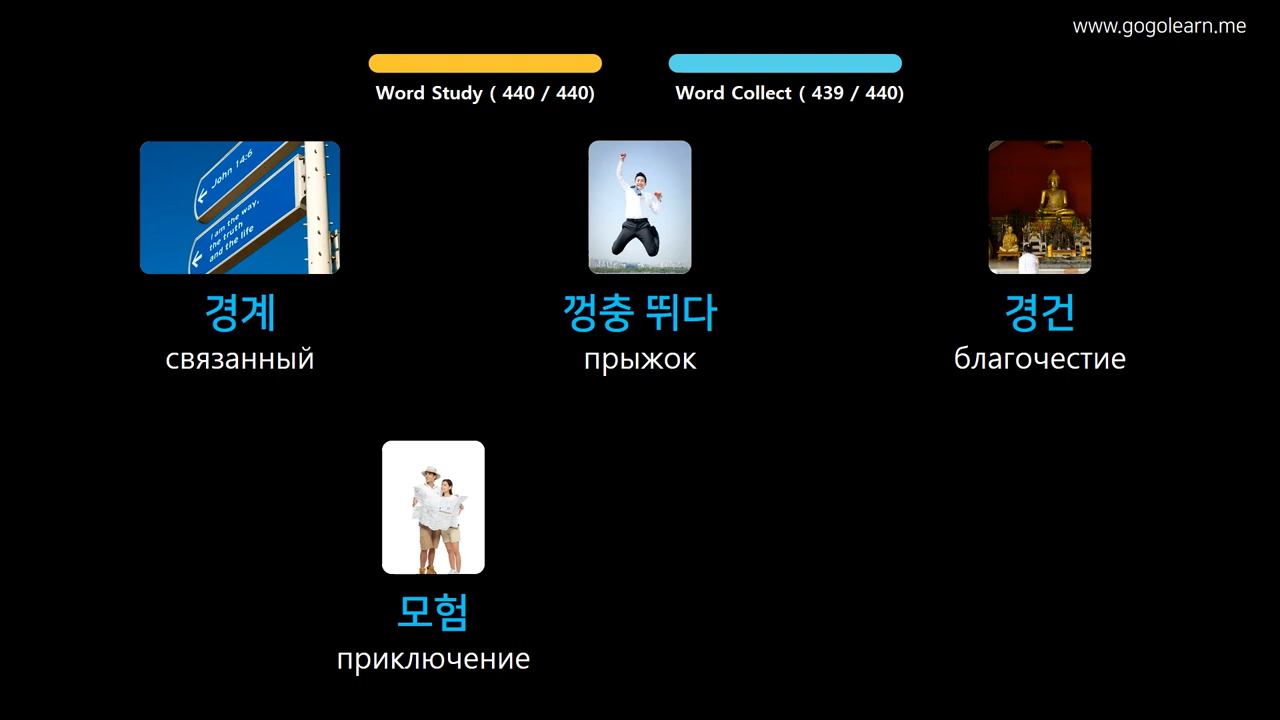 www.gogolearn.me
Word Study ( 440 / 440)
Word Collect ( 439 / 440)
John 14:6
I am the way,
the truth
and the life
경계
껑충 뛰다
경건
связанный
прыжок
благочестие
모험
приключение